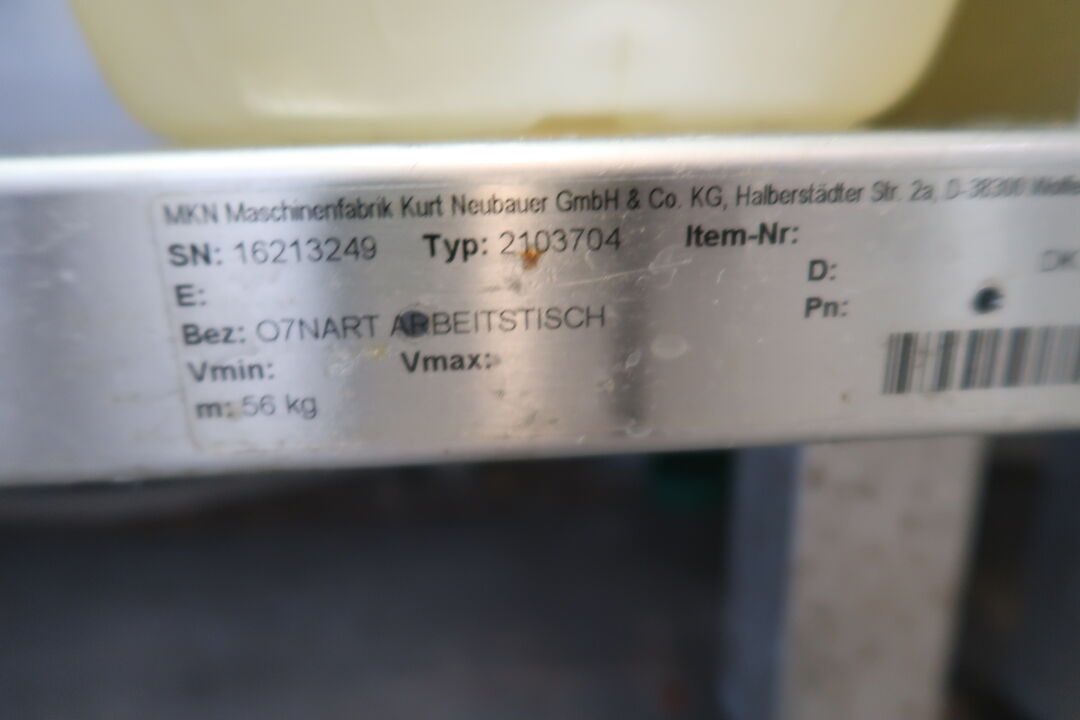 MKN Maschinenfabrik Kurt Neubauer GmbH & Co. KG, Halberstädter Str. 2a, D-38300
SN: 16213249 Typ: 2103704 Item-Nr:
E: D: DK
Bez: O7NART ARBEITSTISCH Pn:
Vmin: Vmax:
m: 56 kg